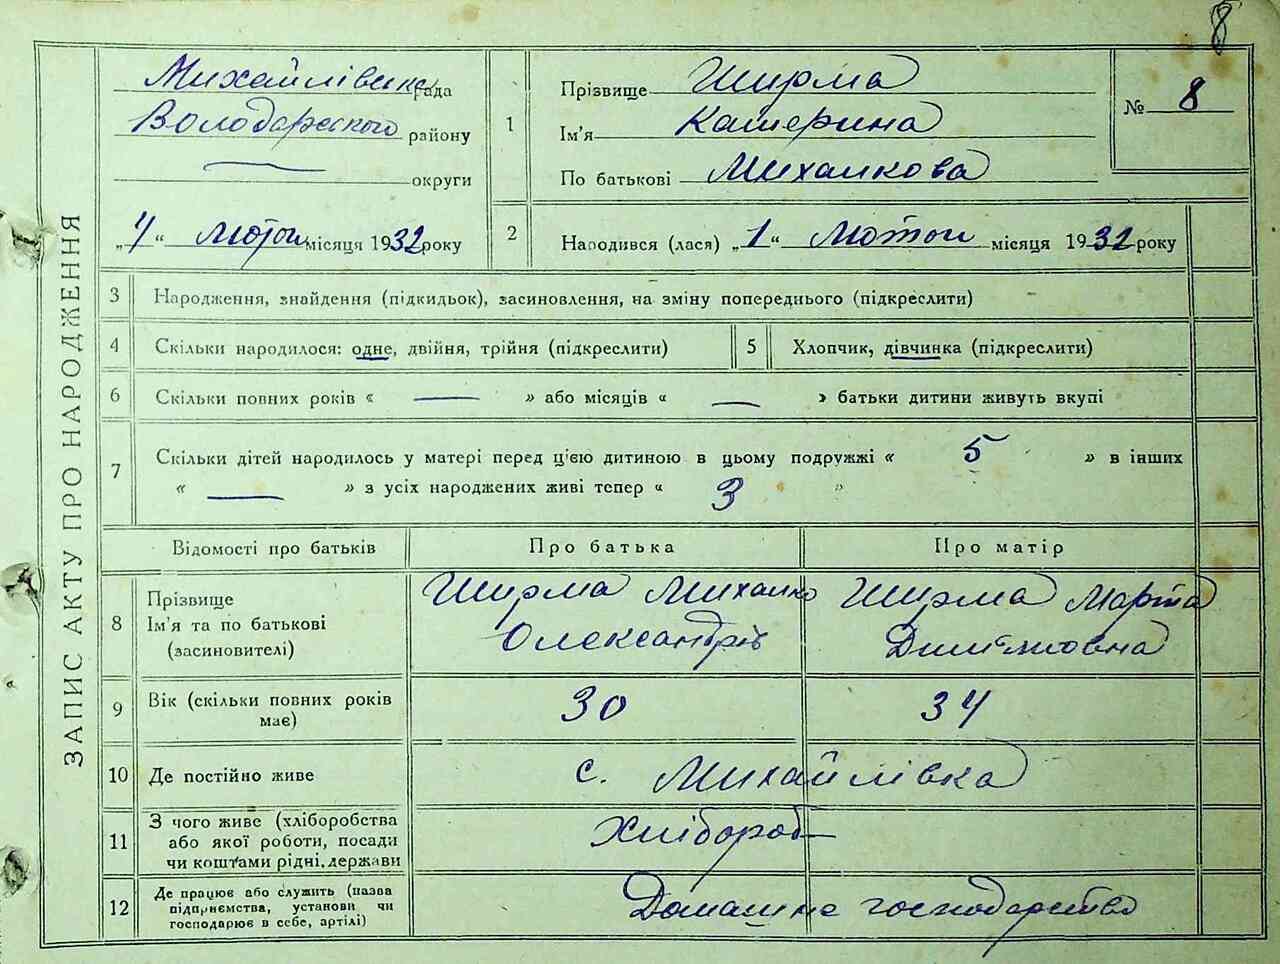 8
ЗАПИС АКТУ ПРО НАРОДЖЕННЯ
Михайлівська рада
Володарського району
округи
„4“ лютого місяця 1932 року
1
Прізвище Ширма
Ім'я Катерина
По батькові Михалкова
№ 8
2
Народився (лася) „1“ лютого місяця 1932 року
3 Народження, знайдення (підкидьок), засиновлення, на зміну попереднього (підкреслити)
4 Скільки народилося: одне, двійня, трійня (підкреслити) 5 Хлопчик, дівчинка (підкреслити)
6 Скільки повних років « — » або місяців « — » батьки дитини живуть вкупі
7 Скільки дітей народилось у матері перед ц'єю дитиною в цьому подружжі « 5 » в інших
« — » з усіх народжених живі тепер « 3 »
Відомості про батьків Про батька Про матір
8
Прізвище
Ім'я та по батькові
(засиновителі)
Ширма Михалко
Олександрів
Ширма Марта
9
Вік (скільки повних років
має)
30 34
10 Де постійно живе с. Михайлівка
11
З чого живе (хліборобства
або якої роботи, посади
чи коштами рідні, держави
Хлібороб
12
Де працює або служить (назва
підприємства, установи чи
господарює в себе, артілі)
Домашнє господарство